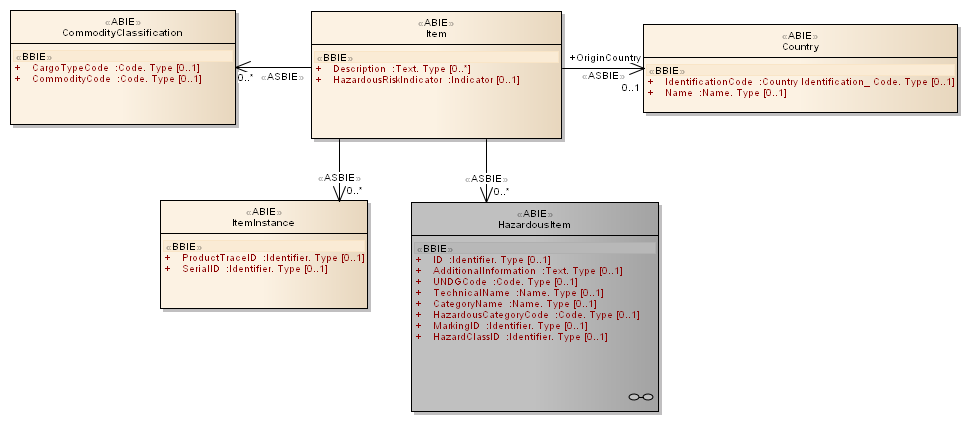 «ABIE»
CommodityClassification
«BBIE»
+ CargoTypeCode :Code. Type [0..1]
+ CommodityCode :Code. Type [0..1]
0..*
«ASBIE»
«ABIE»
Item
«BBIE»
+ Description :Text. Type [0..*]
+ HazardousRiskIndicator :Indicator [0..1]
+OriginCountry
«ASBIE»
0..1
«ABIE»
Country
«BBIE»
+ IdentificationCode :Country Identification_ Code. Type [0..1]
+ Name :Name. Type [0..1]
«ASBIE»
0..*
«ASBIE»
0..*
«ABIE»
ItemInstance
«BBIE»
+ ProductTraceID :Identifier. Type [0..1]
+ SerialID :Identifier. Type [0..1]
«ABIE»
HazardousItem
«BBIE»
+ ID :Identifier. Type [0..1]
+ AdditionalInformation :Text. Type [0..1]
+ UNDGCode :Code. Type [0..1]
+ TechnicalName :Name. Type [0..1]
+ CategoryName :Name. Type [0..1]
+ HazardousCategoryCode :Code. Type [0..1]
+ MarkingID :Identifier. Type [0..1]
+ HazardClassID :Identifier. Type [0..1]